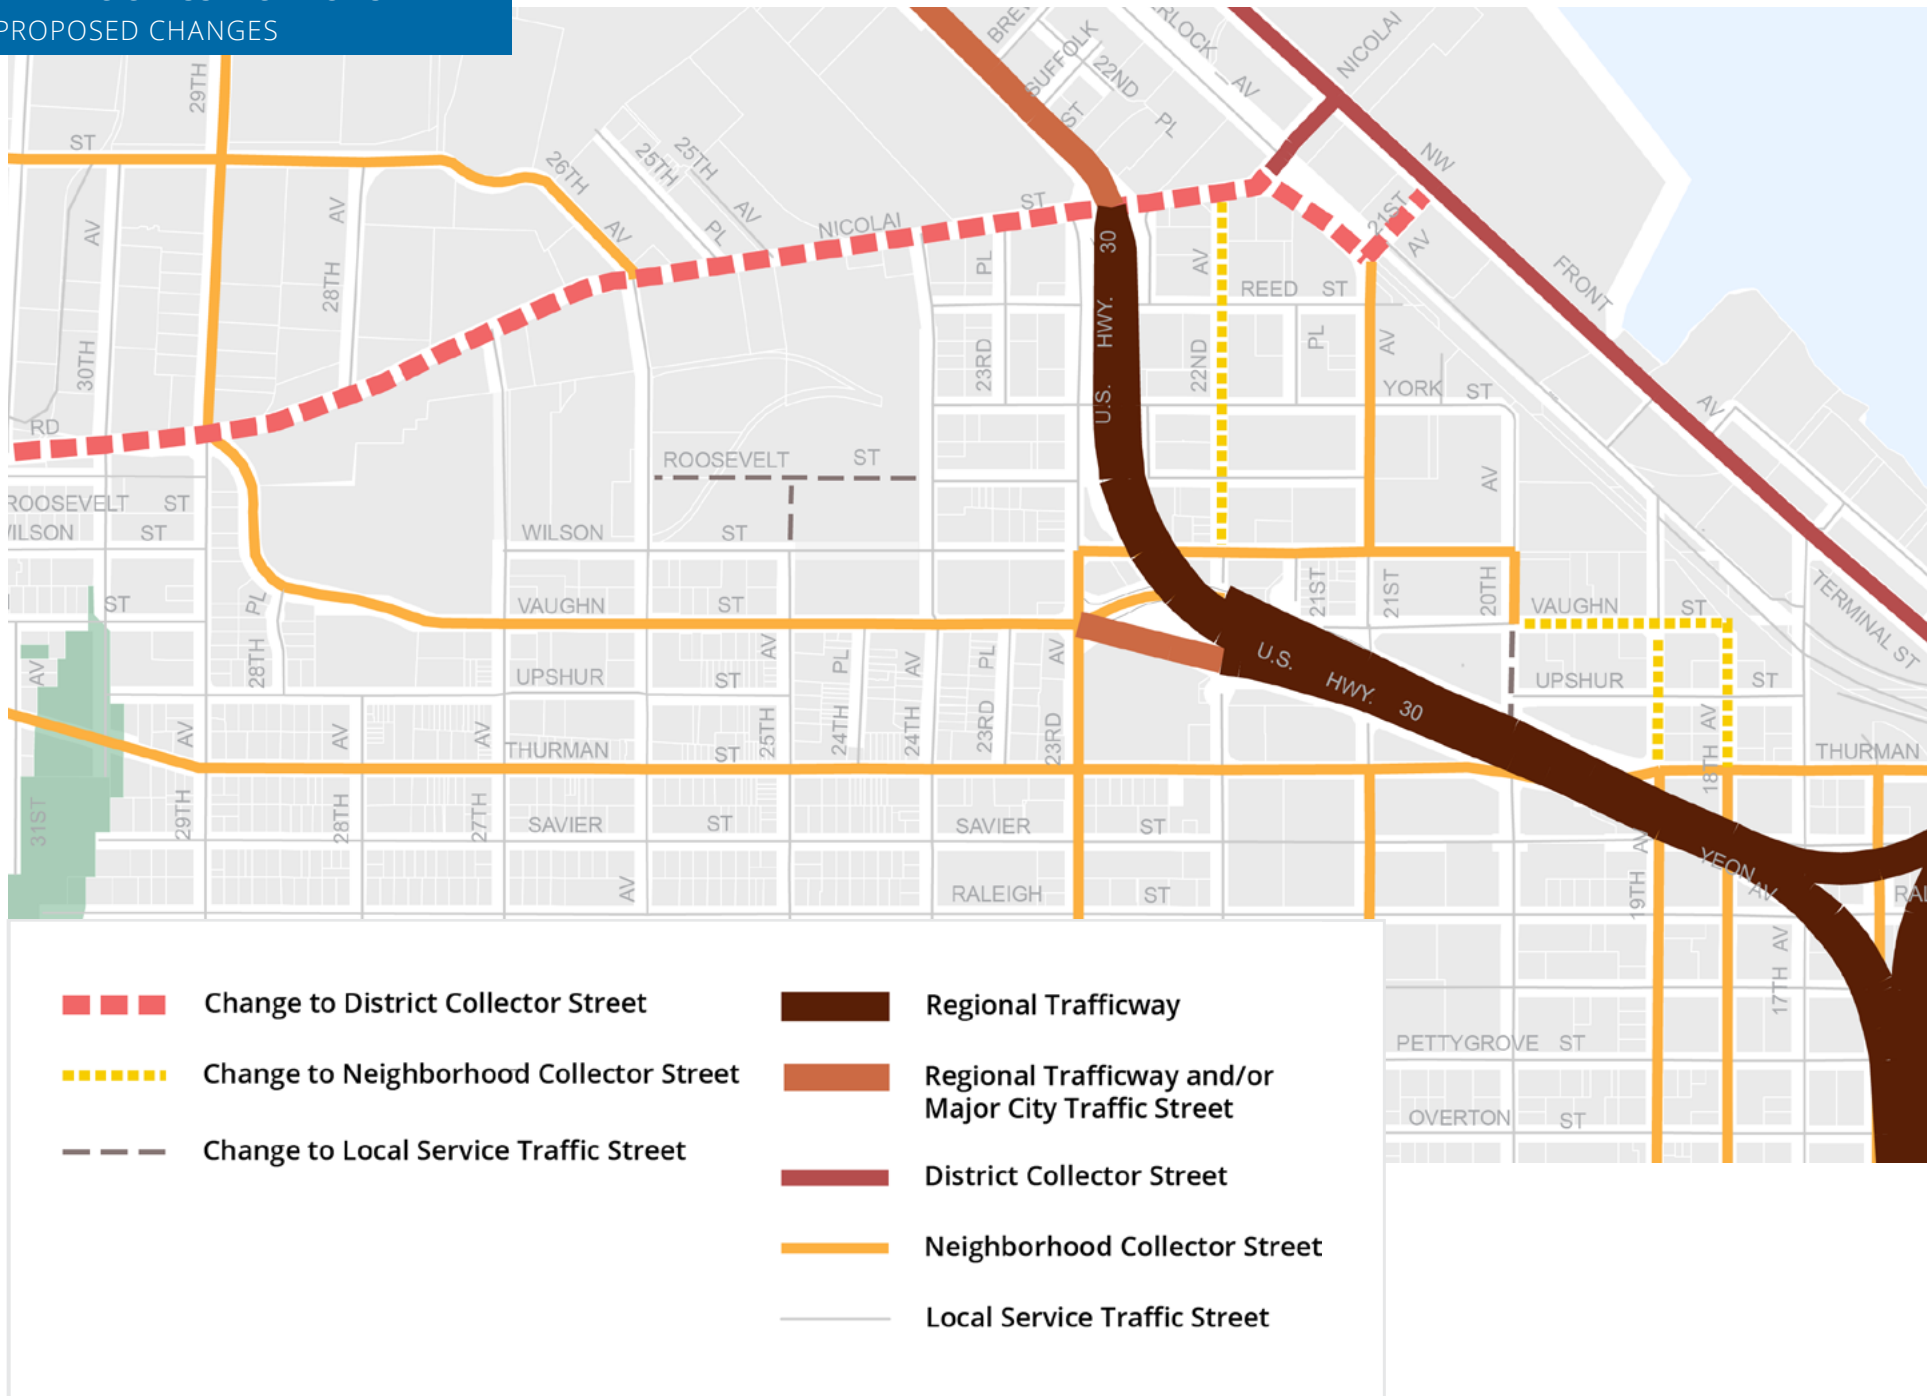 PROPOSED CHANGES
29TH
ST
AV
30TH
RD
AV
28TH
26TH
AV
25TH
PL
25TH
AV
NICOLAI
ST
SUFFOLK
ST
22ND
PL
AV
NICOLAI
NW
FRONT
AV
21ST
AV
30
HWY.
U.S.
PL
23RD
AV
22ND
REED ST
PL
AV
YORK ST
AV
20TH
ROOSEVELT ST
ROOSEVELT ST
ST
WILSON ST
ST
VAUGHN ST
21ST
21ST
VAUGHN ST
TERMINAL ST
PL
28TH
AV
UPSHUR ST
AV
25TH
PL
24TH
AV
24TH
PL
23RD
AV
23RD
U.S. HWY. 30
UPSHUR ST
AV
18TH
AV
29TH
AV
28TH
AV
27TH
THURMAN ST
THURMAN
31ST
SAVIER ST
SAVIER ST
AV
19TH
YEON AV
AV
RALEIGH ST
AV
17TH
PETTYGROVE ST
OVERTON ST
Change to District Collector Street
Change to Neighborhood Collector Street
Change to Local Service Traffic Street
Regional Trafficway
Regional Trafficway and/or
Major City Traffic Street
District Collector Street
Neighborhood Collector Street
Local Service Traffic Street